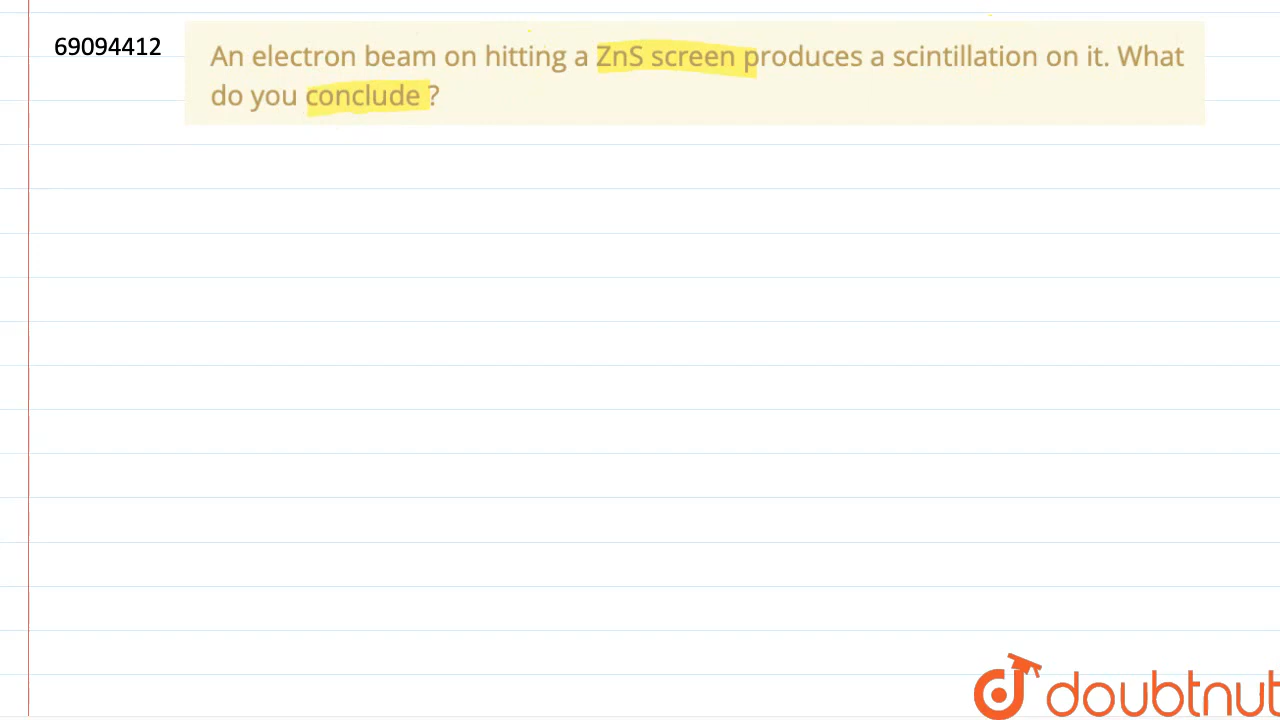 69094412
An electron beam on hitting a ZnS screen produces a scintillation on it. What
do you conclude ?
doubtnut